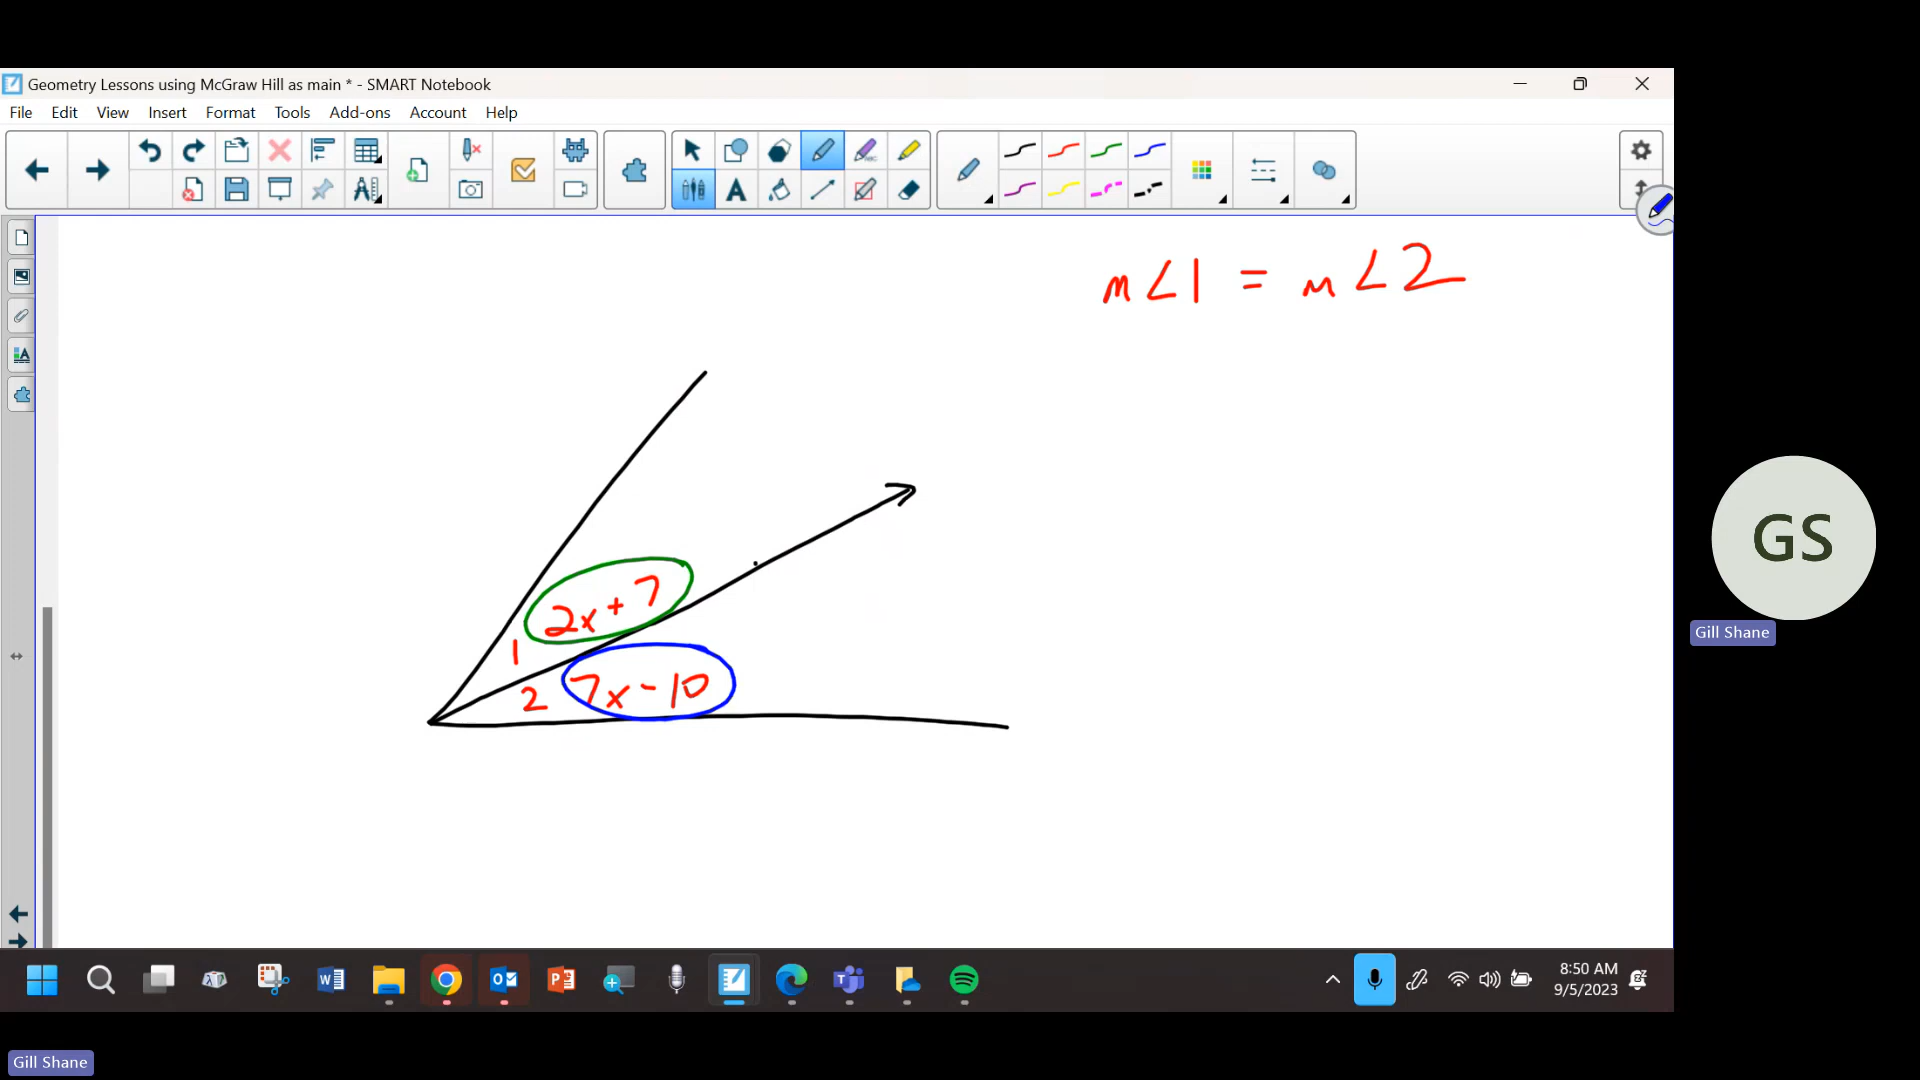 Geometry Lessons using McGraw Hill as main * - SMART Notebook
File Edit View Insert Format Tools Add-ons Account Help
m∠1 = m∠2
2x + 7
1
2 7x - 10
GS
Gill Shane
8:50 AM
9/5/2023
Gill Shane